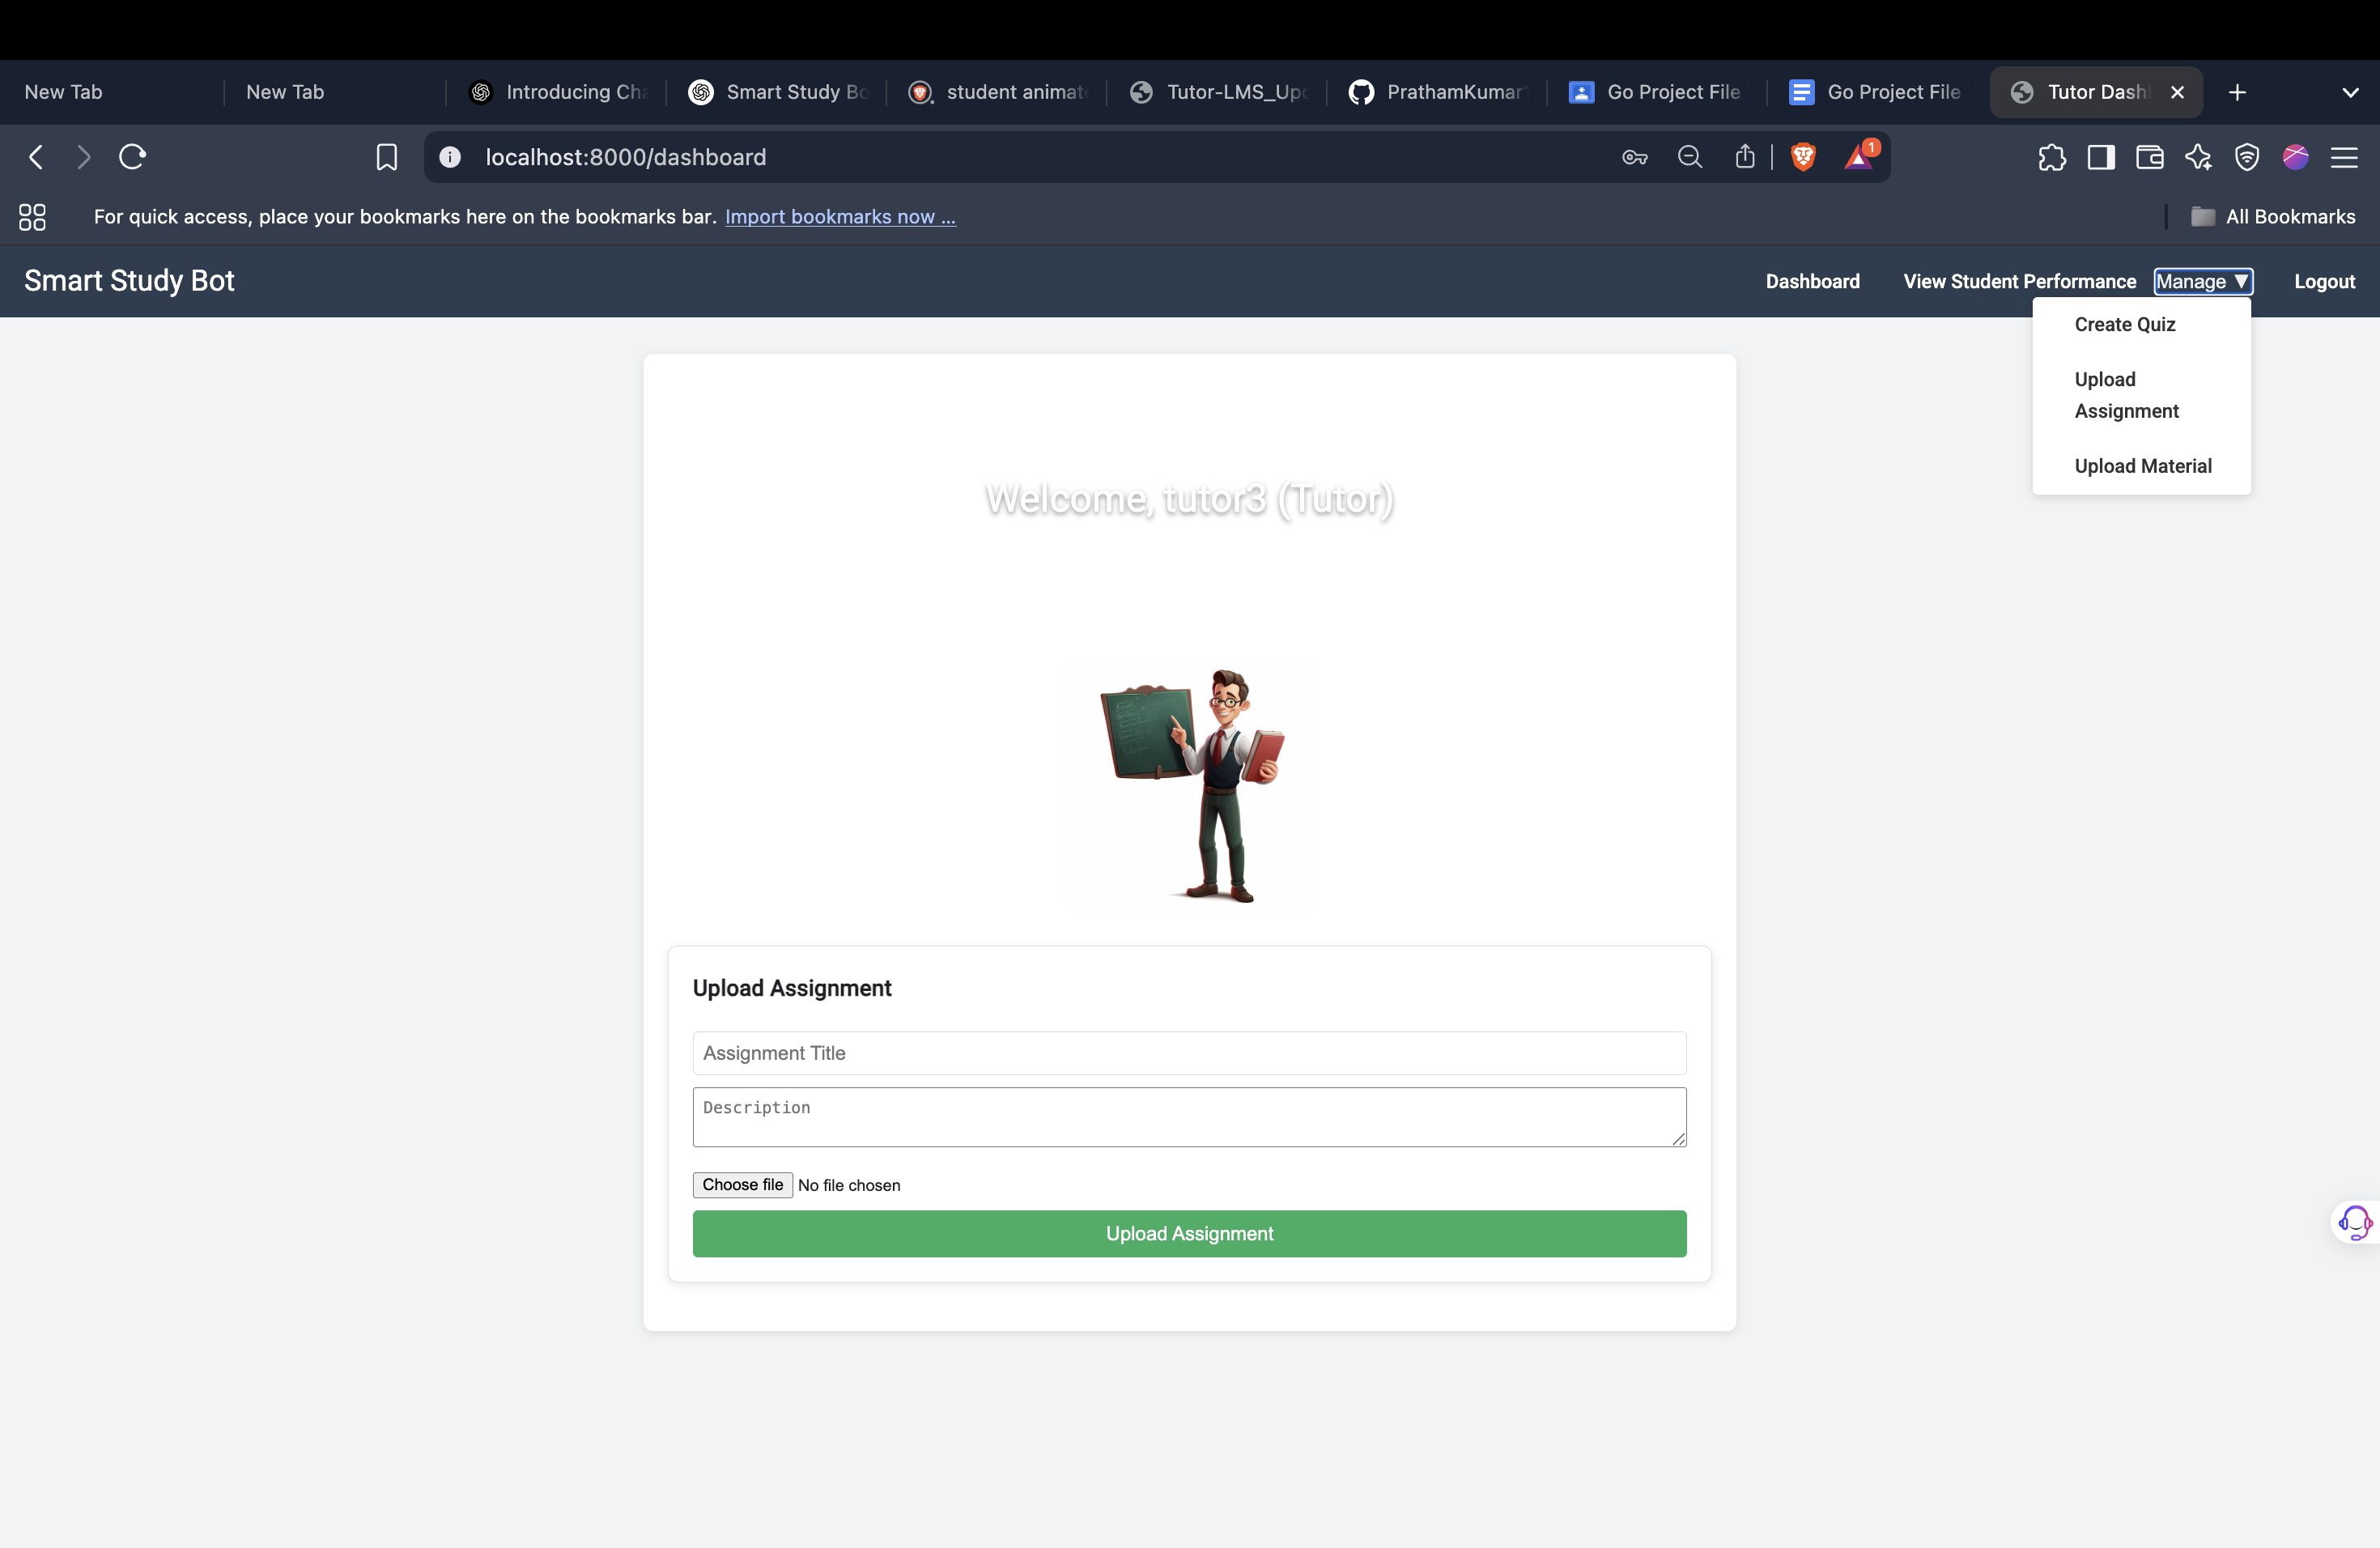 New Tab
New Tab
Introducing Cha
Smart Study Bo
student animat
Tutor-LMS_Upd
PrathamKumar
Go Project File
Go Project File
Tutor Dash
localhost:8000/dashboard
1
For quick access, place your bookmarks here on the bookmarks bar. Import bookmarks now ...
All Bookmarks
Smart Study Bot
Dashboard
View Student Performance
Manage ▼
Logout
Create Quiz
Upload
Assignment
Upload Material
Welcome, tutor3 (Tutor)
Upload Assignment
Assignment Title
Description
Choose file No file chosen
Upload Assignment